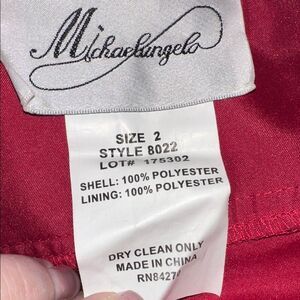 Michaelangelo
SIZE 2
STYLE 8022
LOT# 175302
SHELL: 100% POLYESTER
LINING: 100% POLYESTER
DRY CLEAN ONLY
MADE IN CHINA
RN84270